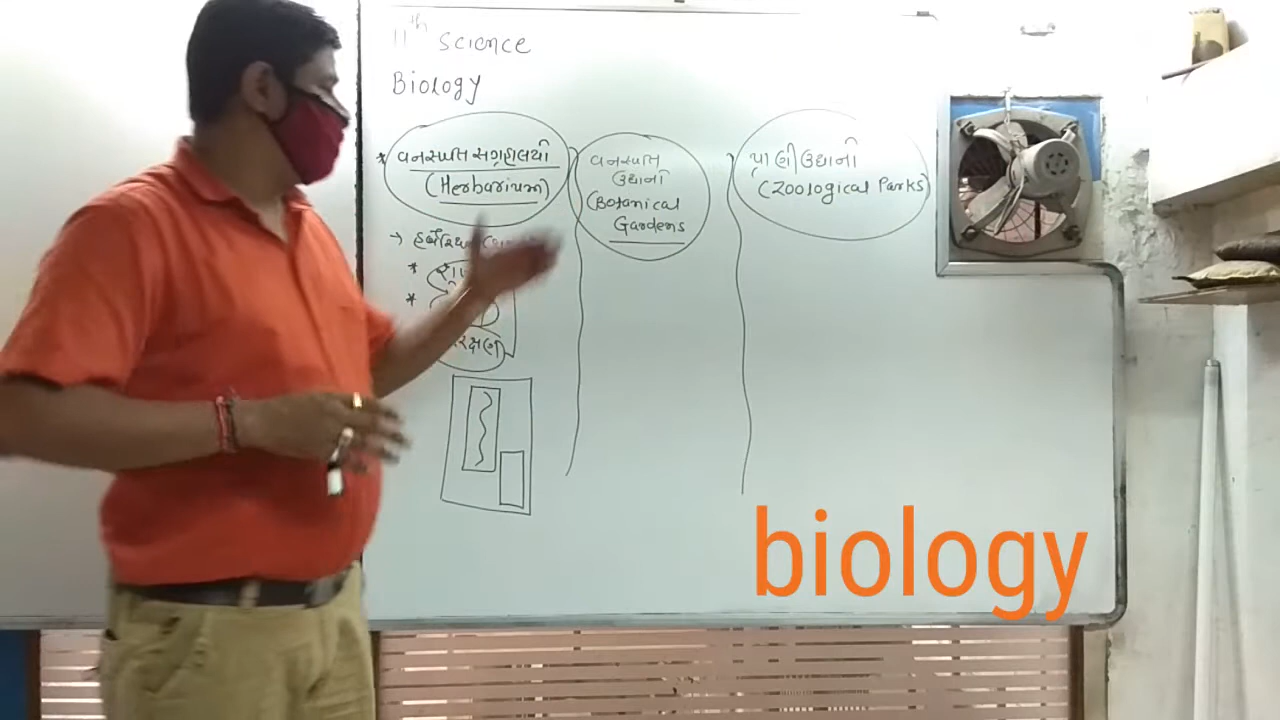 11th Science
Biology
* વનસ્પતિ સંગ્રહાલયો
(Herbarium)
વનસ્પતિ
ઉદ્યાનો
(Botanical
Gardens
પ્રાણી ઉદ્યાનો
(Zoological Parks)
→
*
*
biology